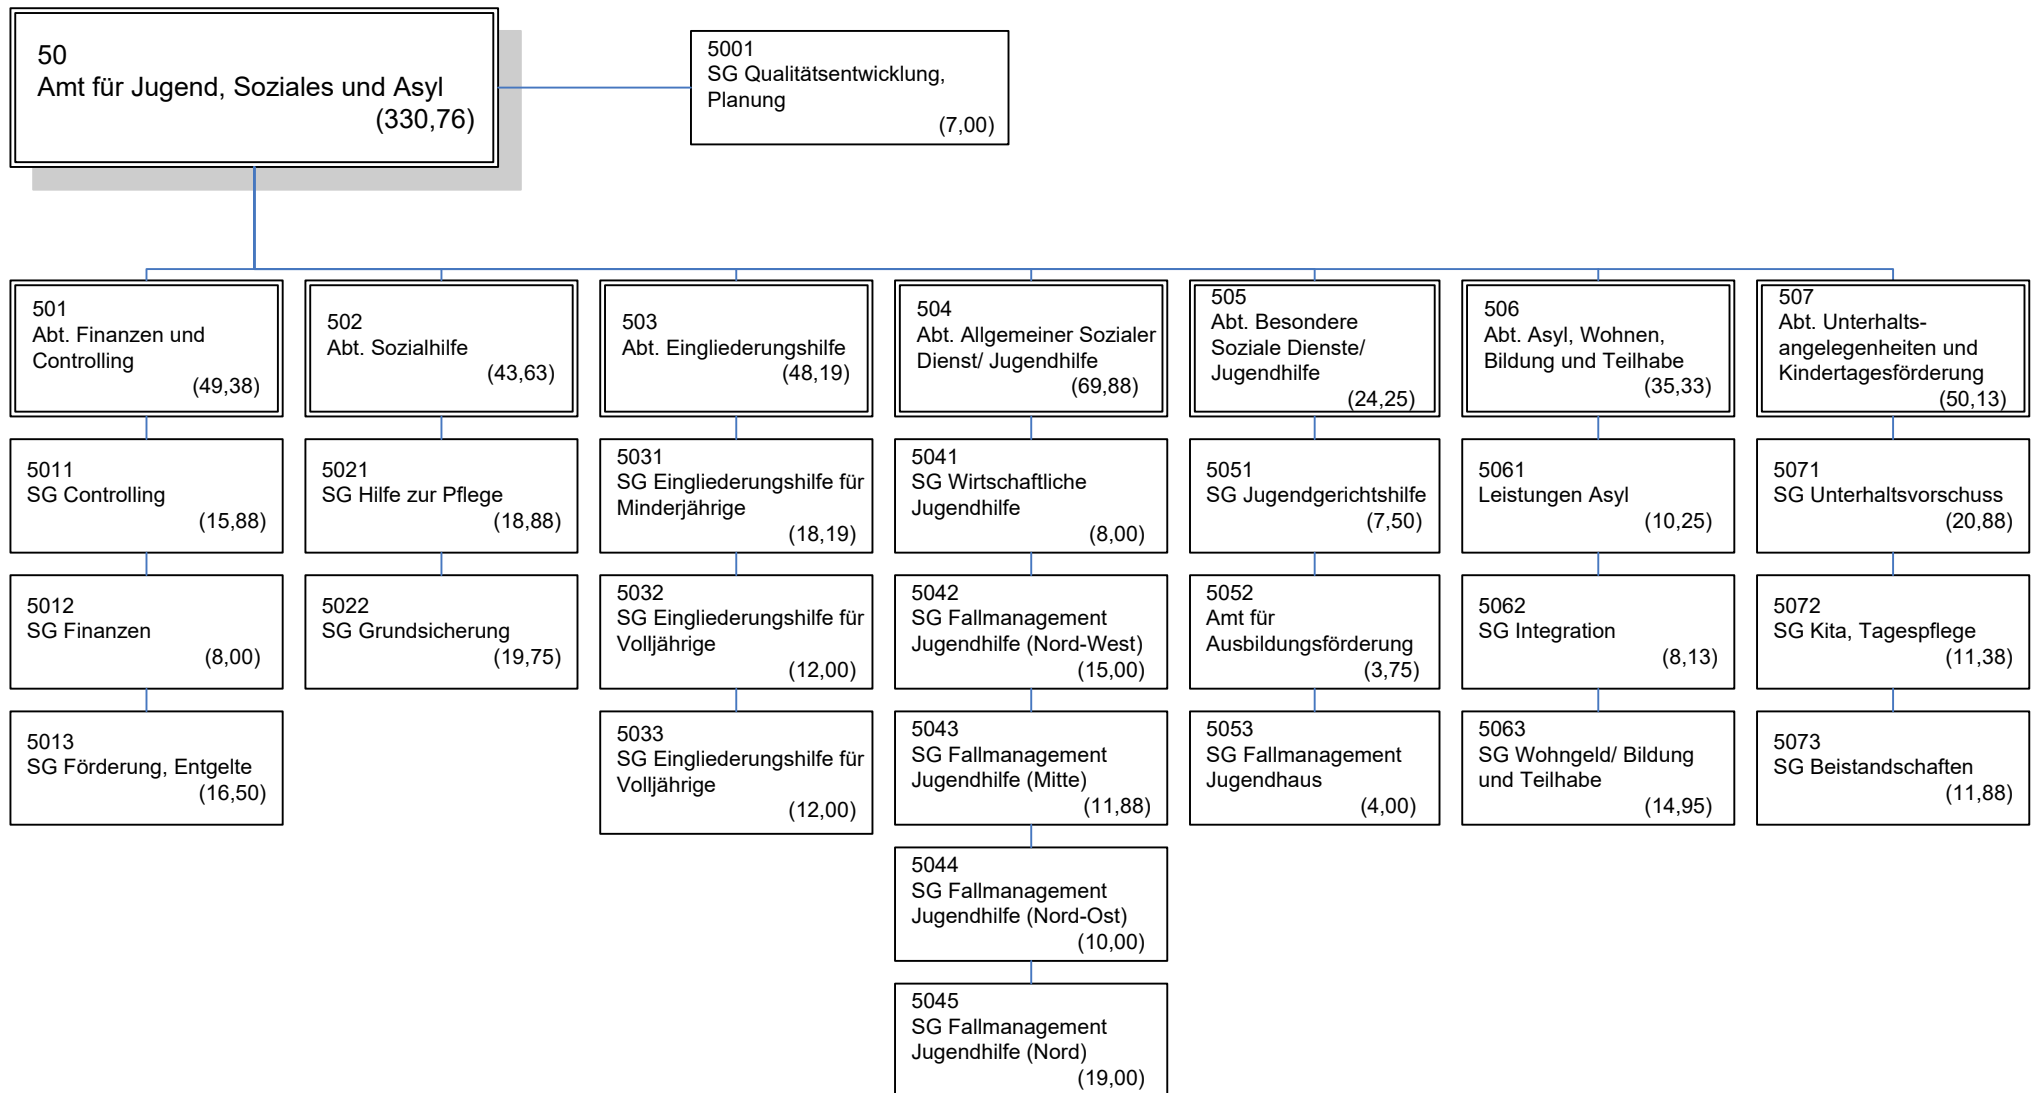 50
Amt für Jugend, Soziales und Asyl
(330,76)
5001
SG Qualitätsentwicklung,
Planung
(7,00)
501
Abt. Finanzen und
Controlling
(49,38)
502
Abt. Sozialhilfe
(43,63)
503
Abt. Eingliederungshilfe
(48,19)
504
Abt. Allgemeiner Sozialer
Dienst/ Jugendhilfe
(69,88)
505
Abt. Besondere
Soziale Dienste/
Jugendhilfe
(24,25)
506
Abt. Asyl, Wohnen,
Bildung und Teilhabe
(35,33)
507
Abt. Unterhalts-
angelegenheiten und
Kindertagesförderung
(50,13)
5011
SG Controlling
(15,88)
5021
SG Hilfe zur Pflege
(18,88)
5031
SG Eingliederungshilfe für
Minderjährige
(18,19)
5041
SG Wirtschaftliche
Jugendhilfe
(8,00)
5051
SG Jugendgerichtshilfe
(7,50)
5061
Leistungen Asyl
(10,25)
5071
SG Unterhaltsvorschuss
(20,88)
5012
SG Finanzen
(8,00)
5022
SG Grundsicherung
(19,75)
5032
SG Eingliederungshilfe für
Volljährige
(12,00)
5042
SG Fallmanagement
Jugendhilfe (Nord-West)
(15,00)
5052
Amt für
Ausbildungsförderung
(3,75)
5062
SG Integration
(8,13)
5072
SG Kita, Tagespflege
(11,38)
5013
SG Förderung, Entgelte
(16,50)
5033
SG Eingliederungshilfe für
Volljährige
(12,00)
5043
SG Fallmanagement
Jugendhilfe (Mitte)
(11,88)
5053
SG Fallmanagement
Jugendhaus
(4,00)
5063
SG Wohngeld/ Bildung
und Teilhabe
(14,95)
5073
SG Beistandschaften
(11,88)
5044
SG Fallmanagement
Jugendhilfe (Nord-Ost)
(10,00)
5045
SG Fallmanagement
Jugendhilfe (Nord)
(19,00)